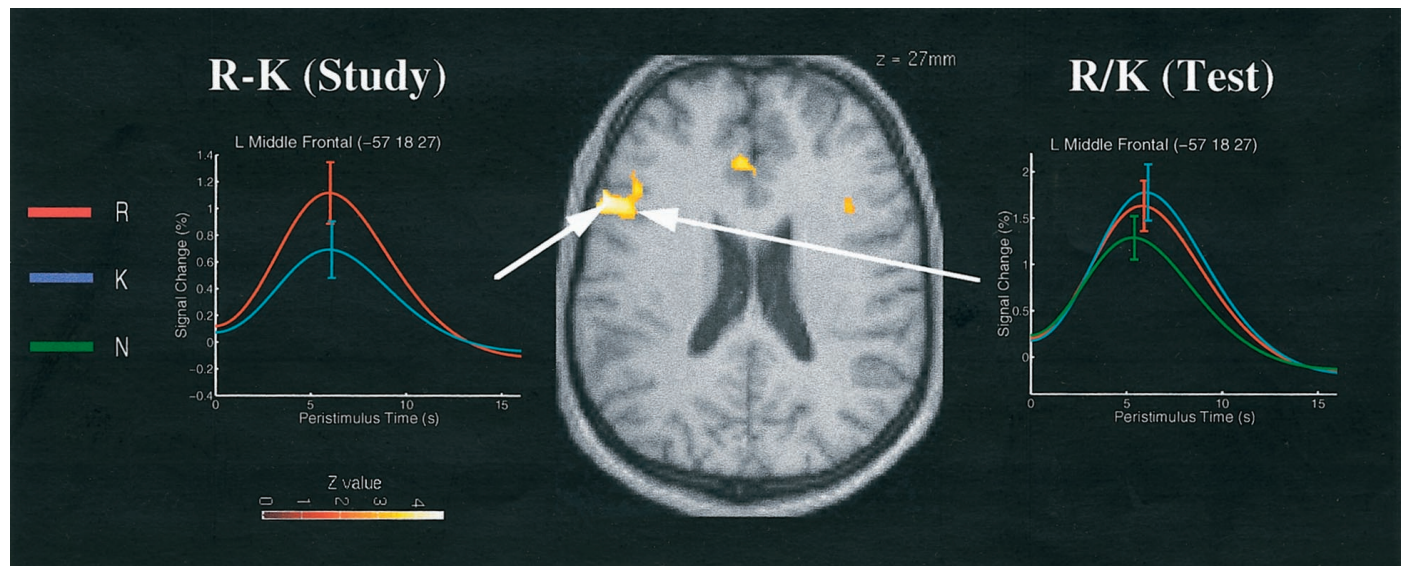 R-K (Study)
L Middle Frontal (−57 18 27)
Signal Change (%)
1.4
1.2
1
0.8
0.6
0.4
0.2
0
−0.2
−0.4
0 5 10 15
Peristimulus Time (s)
R
K
N
Z value
0 1 2 3 4
z = 27mm
R/K (Test)
L Middle Frontal (−57 18 27)
Signal Change (%)
2
1.5
1
0.5
0
0 5 10 15
Peristimulus Time (s)